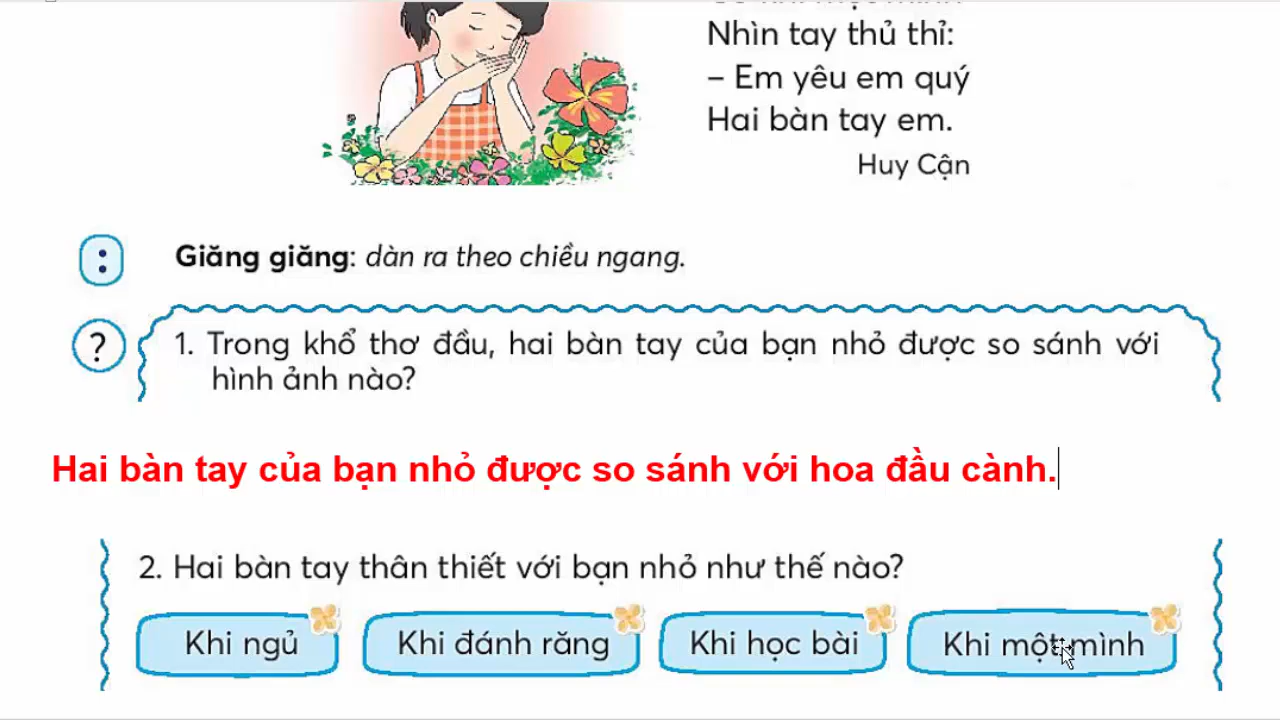 Nhìn tay thủ thỉ:
– Em yêu em quý
Hai bàn tay em.
Huy Cận
Giăng giăng: dàn ra theo chiều ngang.
?
1. Trong khổ thơ đầu, hai bàn tay của bạn nhỏ được so sánh với
hình ảnh nào?
Hai bàn tay của bạn nhỏ được so sánh với hoa đầu cành.
2. Hai bàn tay thân thiết với bạn nhỏ như thế nào?
Khi ngủ
Khi đánh răng
Khi học bài
Khi một mình